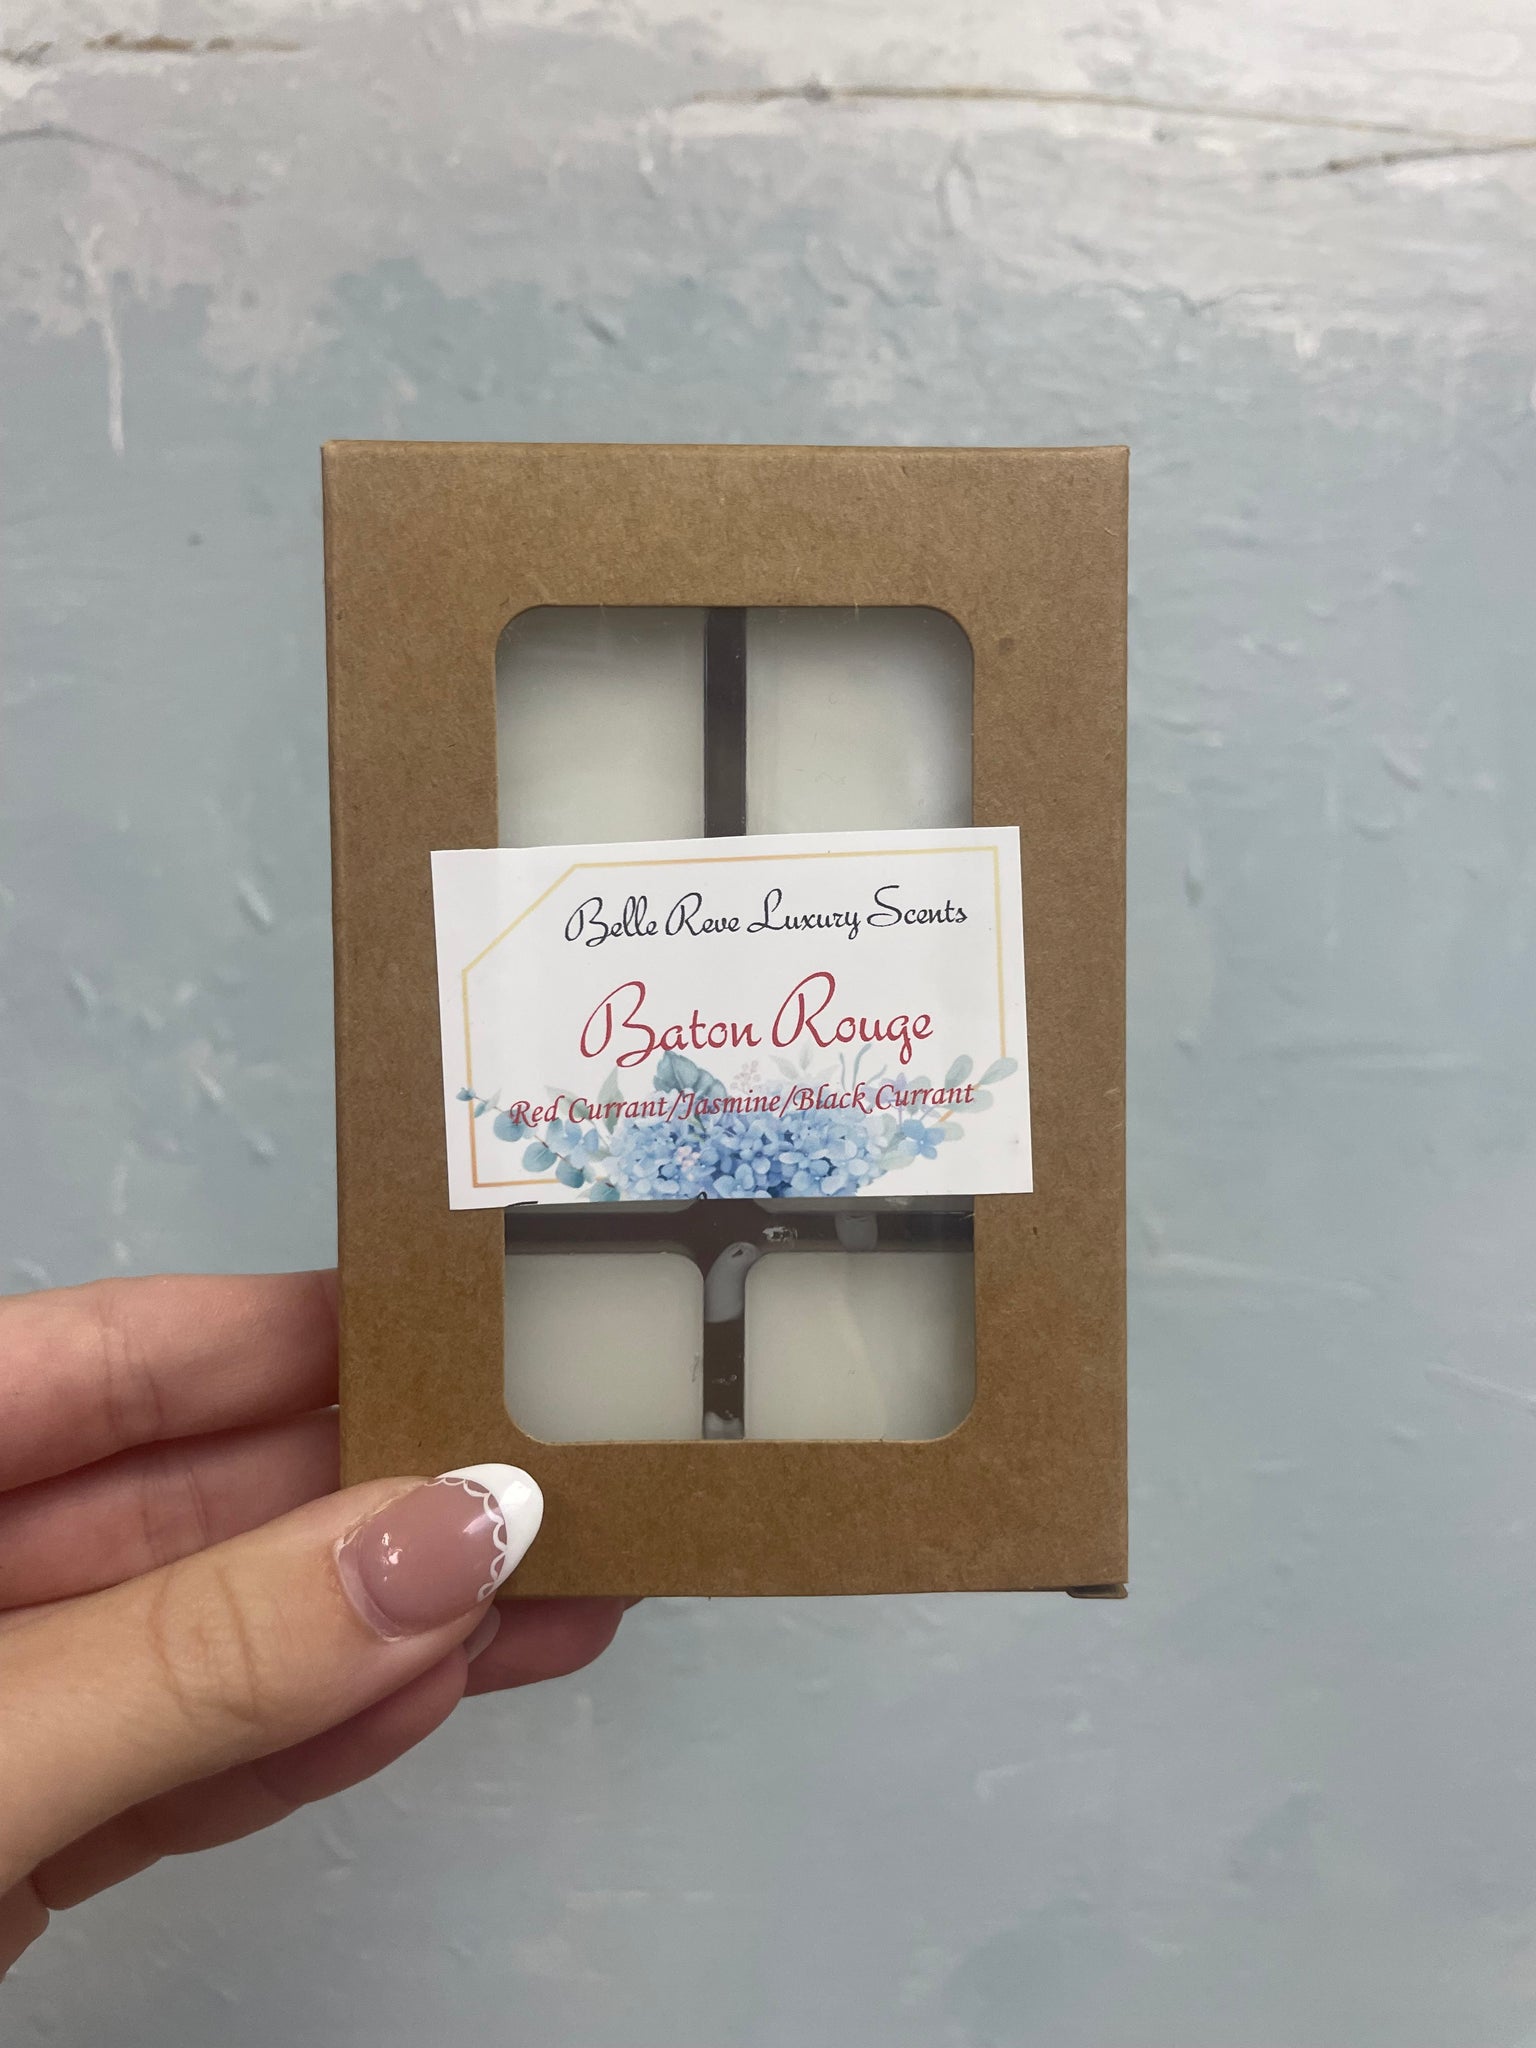 Belle Reve Luxury Scents
Baton Rouge
Red Currant/Jasmine/Black Currant